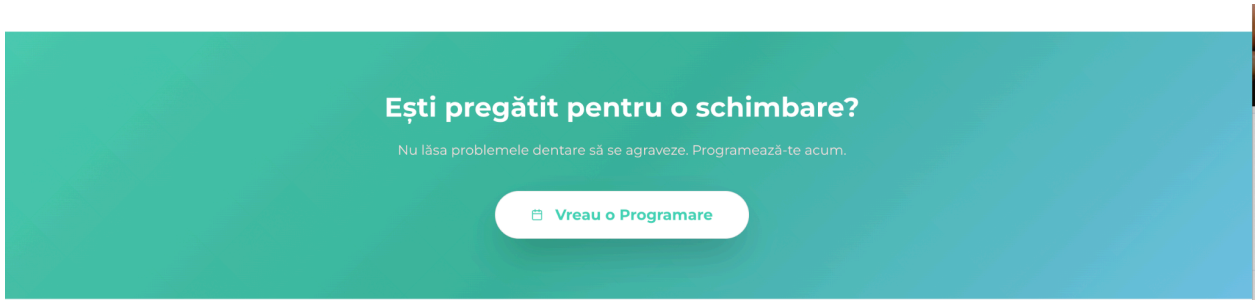 Ești pregătit pentru o schimbare?
Nu lăsa problemele dentare să se agraveze. Programează-te acum.
Vreau o Programare